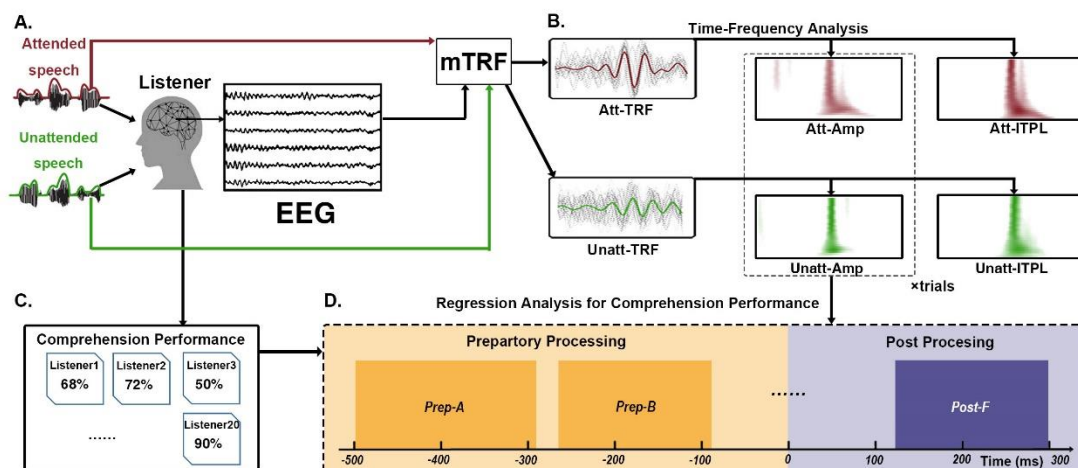 A.
Attended
speech
Listener
Unattended
speech
EEG
mTRF
B.
Time-Frequency Analysis
Att-TRF
Att-Amp
Att-ITPL
Unatt-TRF
Unatt-Amp
Unatt-ITPL
×trials
C.
Comprehension Performance
Listener1
68%
Listener2
72%
Listener3
50%
......
Listener20
90%
D.
Regression Analysis for Comprehension Performance
Prepartory Processing
Post Procesing
Prep-A
Prep-B
......
Post-F
-500 -400 -300 -200 -100 0 100 200 Time (ms) 300